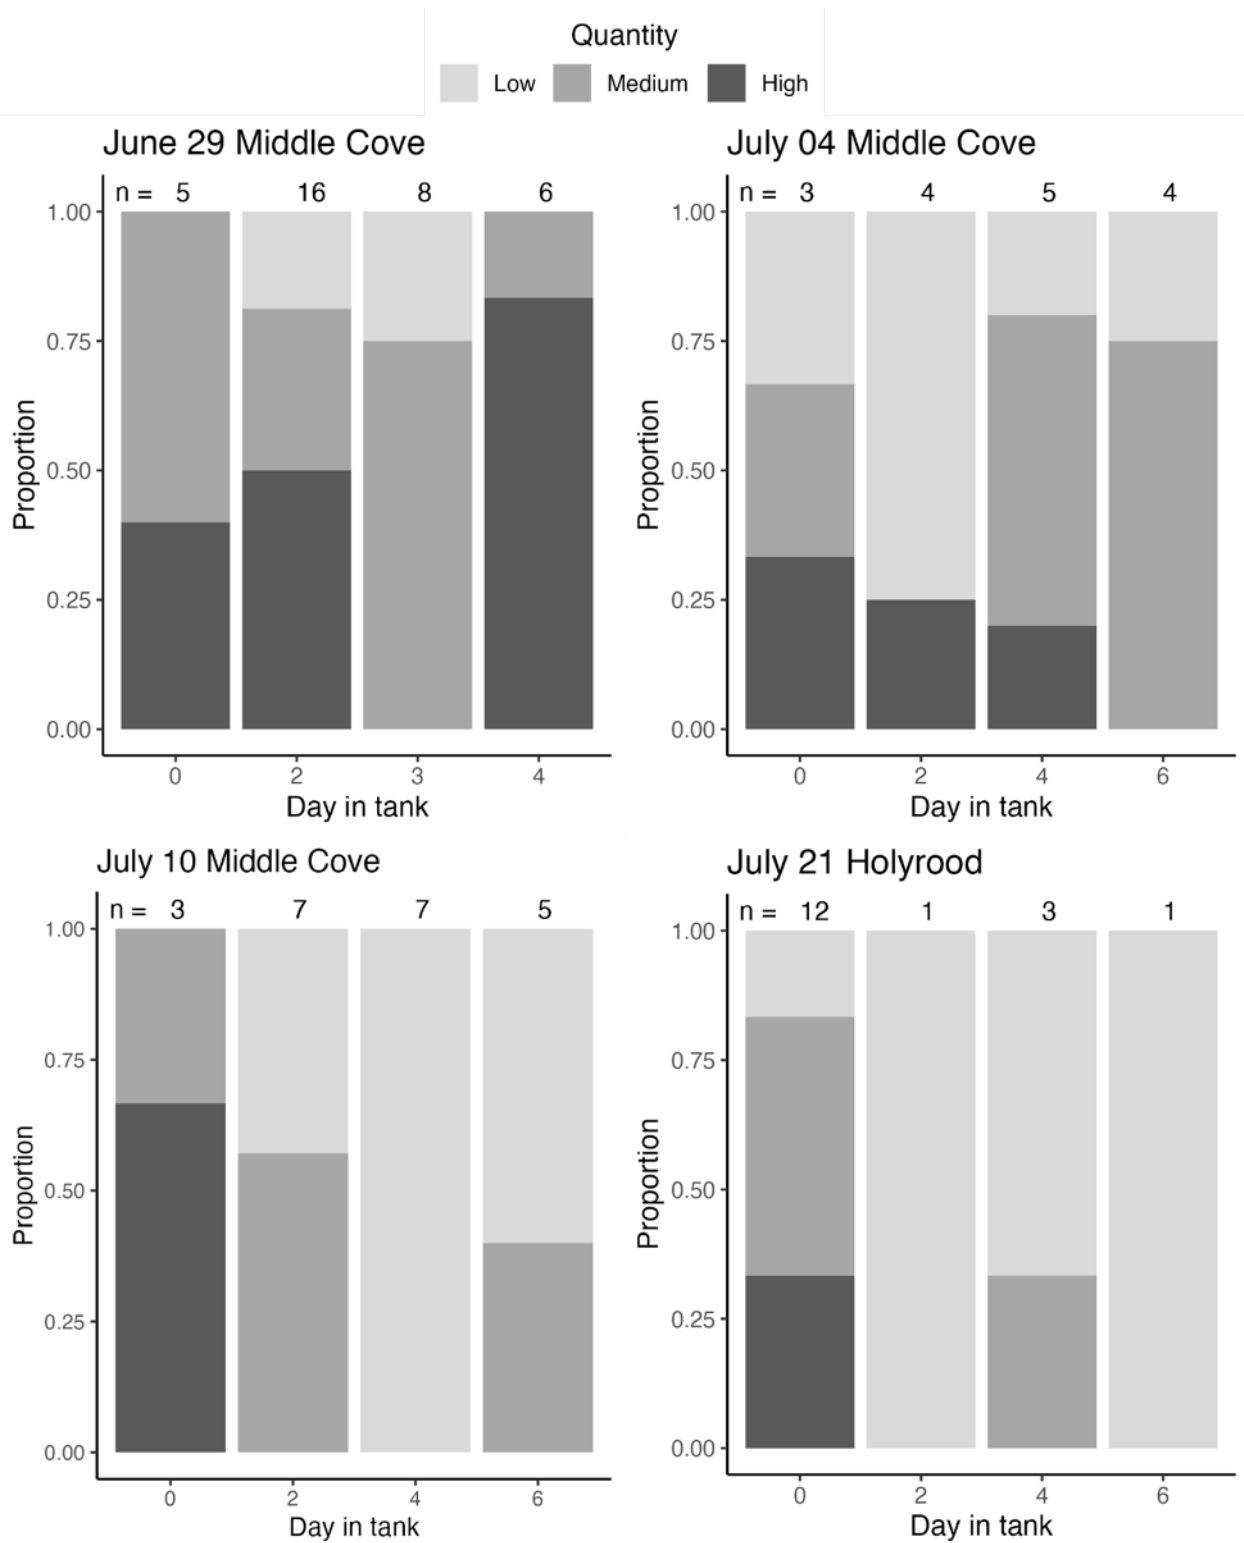 Quantity
Low Medium High
June 29 Middle Cove
n = 5 16 8 6
1.00
0.75
0.50
0.25
0.00
Proportion
0 2 3 4
Day in tank
July 04 Middle Cove
n = 3 4 5 4
1.00
0.75
0.50
0.25
0.00
Proportion
0 2 4 6
Day in tank
July 10 Middle Cove
n = 3 7 7 5
1.00
0.75
0.50
0.25
0.00
Proportion
0 2 4 6
Day in tank
July 21 Holyrood
n = 12 1 3 1
1.00
0.75
0.50
0.25
0.00
Proportion
0 2 4 6
Day in tank